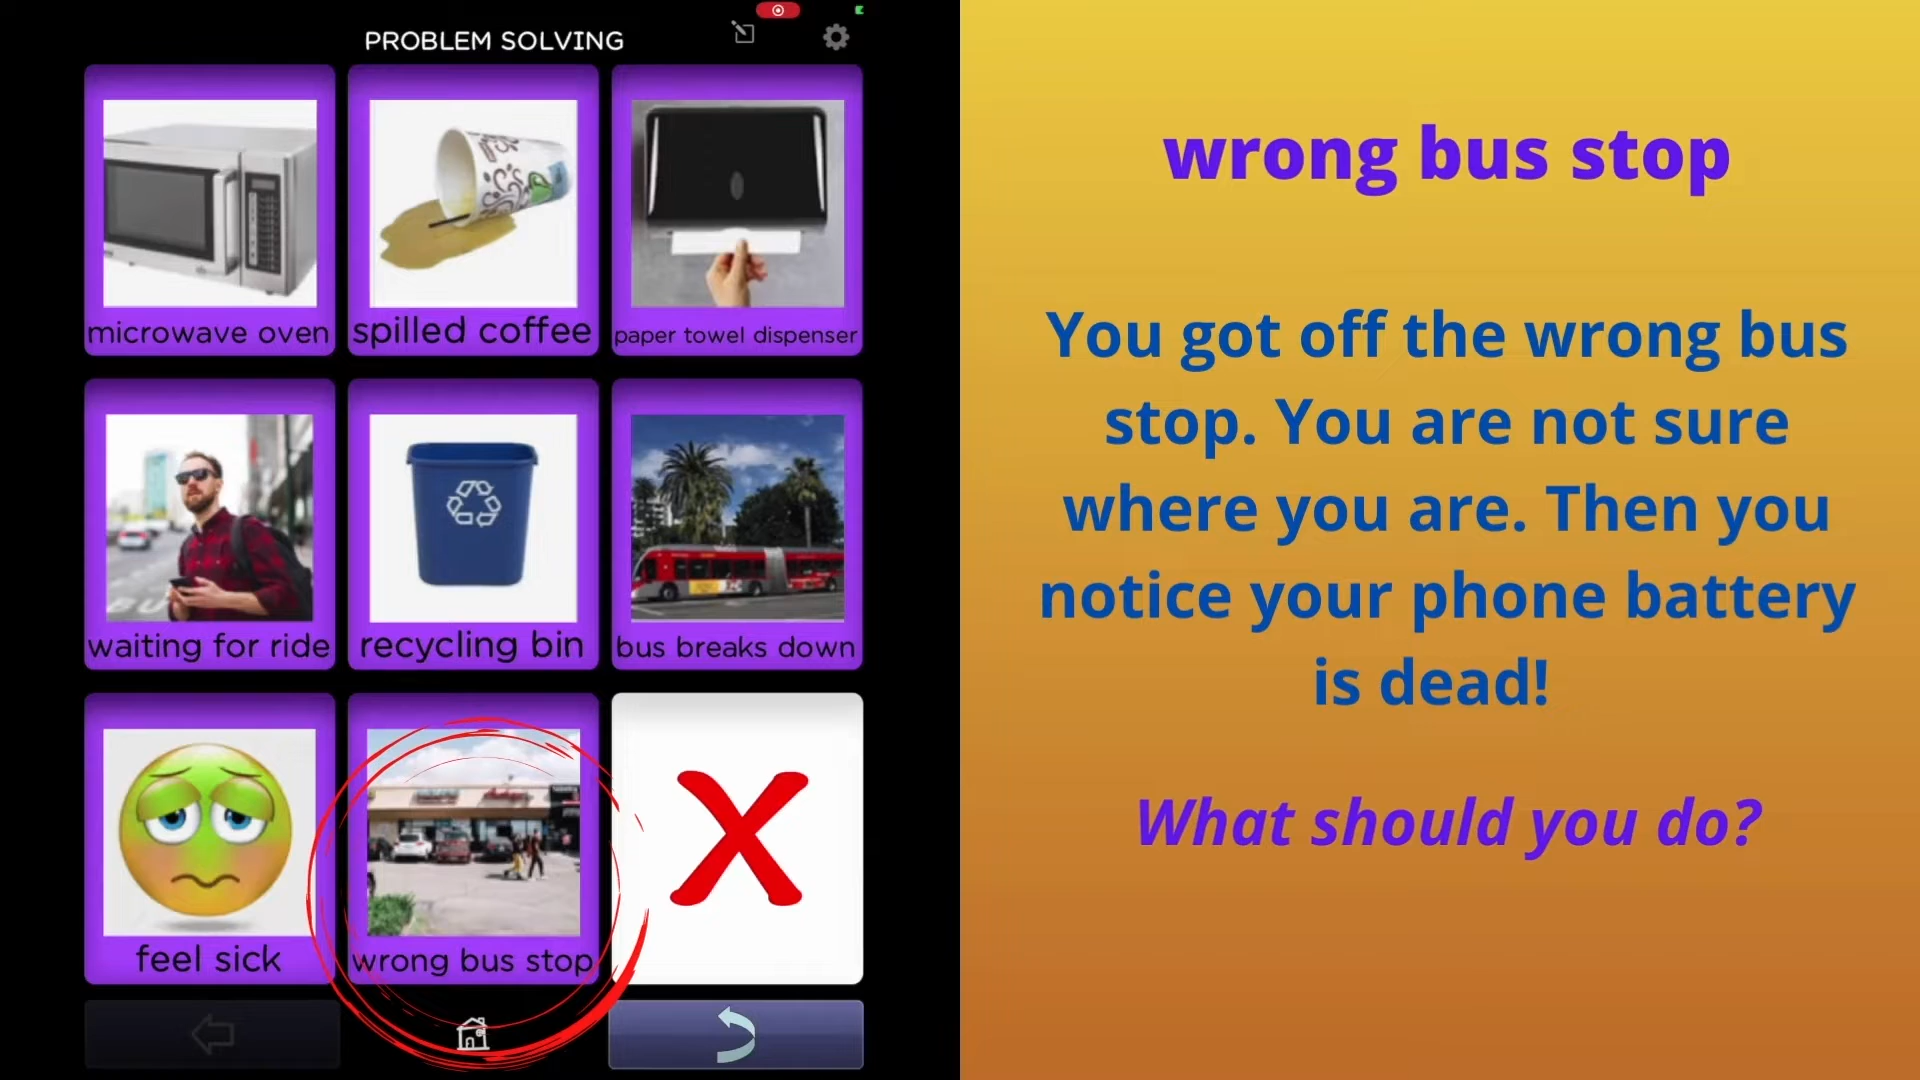 PROBLEM SOLVING
microwave oven
spilled coffee
paper towel dispenser
waiting for ride
recycling bin
bus breaks down
feel sick
wrong bus stop
wrong bus stop
You got off the wrong bus
stop. You are not sure
where you are. Then you
notice your phone battery
is dead!
What should you do?